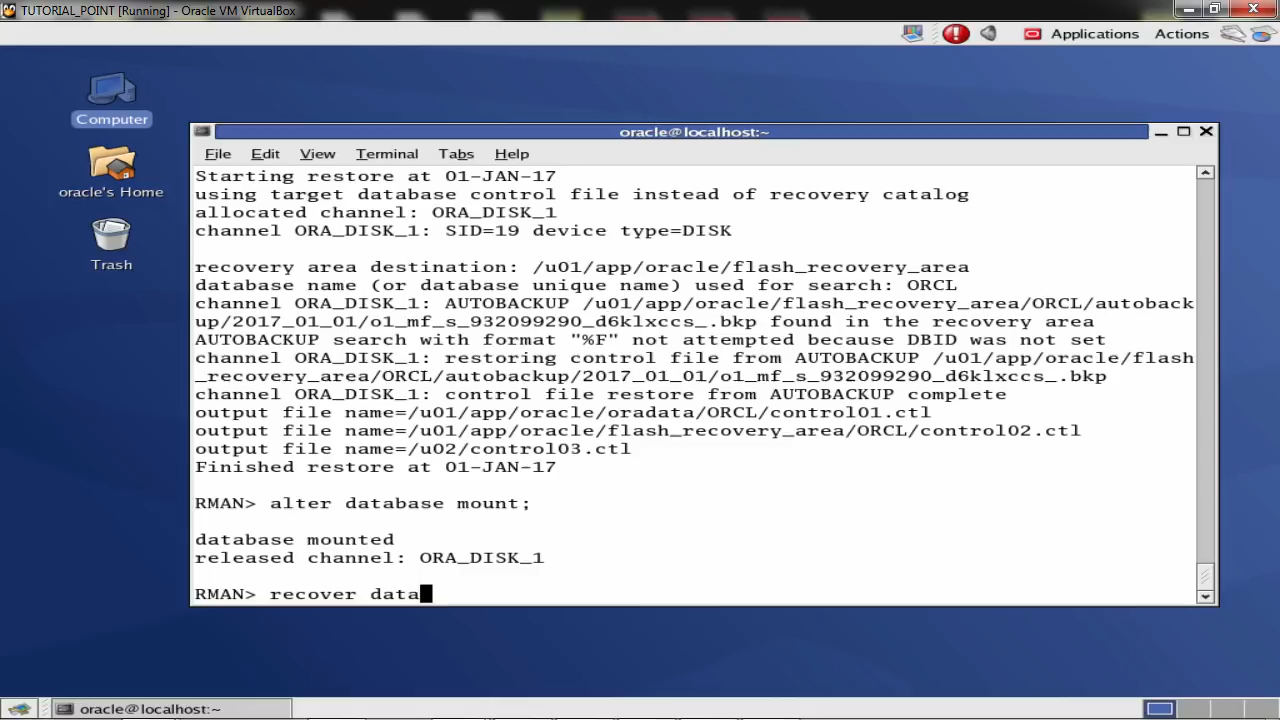 TUTORIAL_POINT [Running] - Oracle VM VirtualBox
Applications Actions
Computer
oracle's Home
Trash
oracle@localhost:~
File Edit View Terminal Tabs Help
Starting restore at 01-JAN-17
using target database control file instead of recovery catalog
allocated channel: ORA_DISK_1
channel ORA_DISK_1: SID=19 device type=DISK
recovery area destination: /u01/app/oracle/flash_recovery_area
database name (or database unique name) used for search: ORCL
channel ORA_DISK_1: AUTOBACKUP /u01/app/oracle/flash_recovery_area/ORCL/autoback
up/2017_01_01/o1_mf_s_932099290_d6klxccs_.bkp found in the recovery area
AUTOBACKUP search with format "%F" not attempted because DBID was not set
channel ORA_DISK_1: restoring control file from AUTOBACKUP /u01/app/oracle/flash
_recovery_area/ORCL/autobackup/2017_01_01/o1_mf_s_932099290_d6klxccs_.bkp
channel ORA_DISK_1: control file restore from AUTOBACKUP complete
output file name=/u01/app/oracle/oradata/ORCL/control01.ctl
output file name=/u01/app/oracle/flash_recovery_area/ORCL/control02.ctl
output file name=/u02/control03.ctl
Finished restore at 01-JAN-17
RMAN> alter database mount;
database mounted
released channel: ORA_DISK_1
RMAN> recover data
oracle@localhost:~